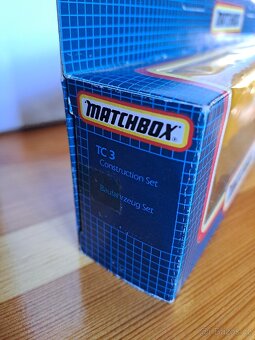 MATCHBOX
TC 3
Construction Set
Baufahrzeug Set